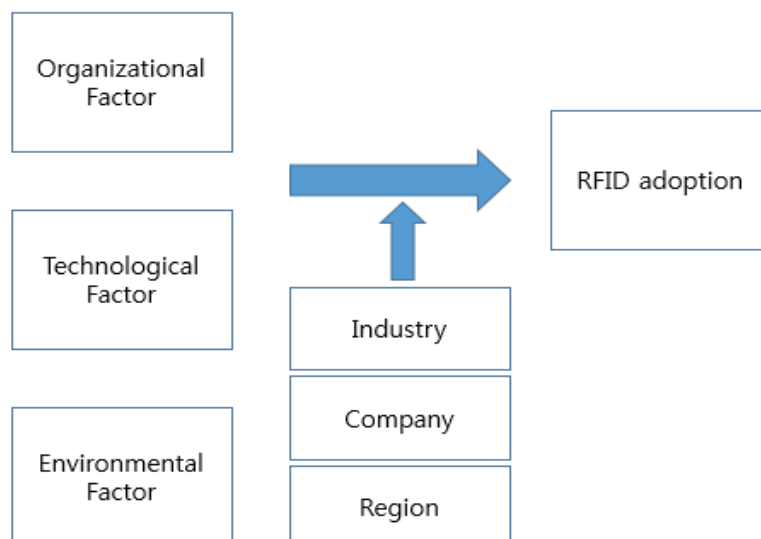 Organizational
Factor
Technological
Factor
Environmental
Factor
Industry
Company
Region
RFID adoption